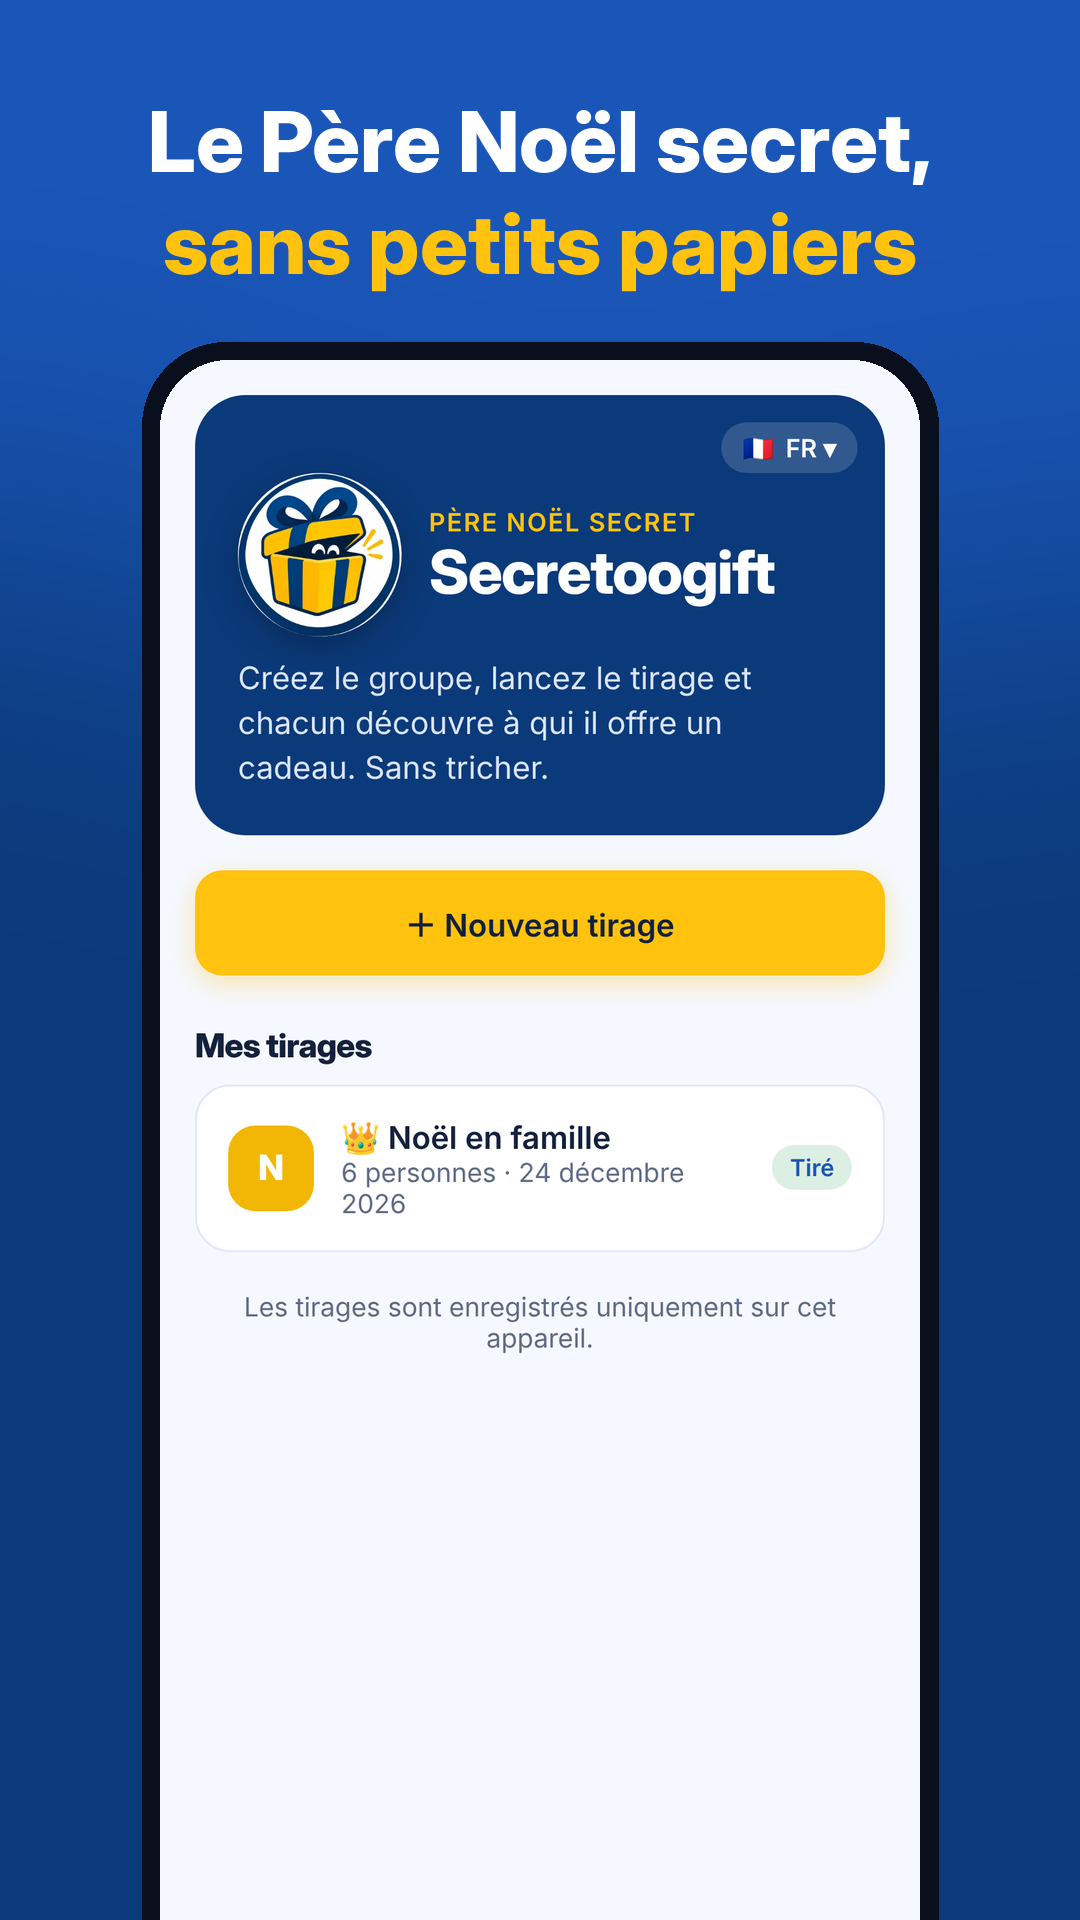 Le Père Noël secret,
sans petits papiers
🇫🇷 FR ▾
PÈRE NOËL SECRET
Secretoogift
Créez le groupe, lancez le tirage et
chacun découvre à qui il offre un
cadeau. Sans tricher.
+ Nouveau tirage
Mes tirages
N
👑 Noël en famille
6 personnes · 24 décembre
2026
Tiré
Les tirages sont enregistrés uniquement sur cet
appareil.